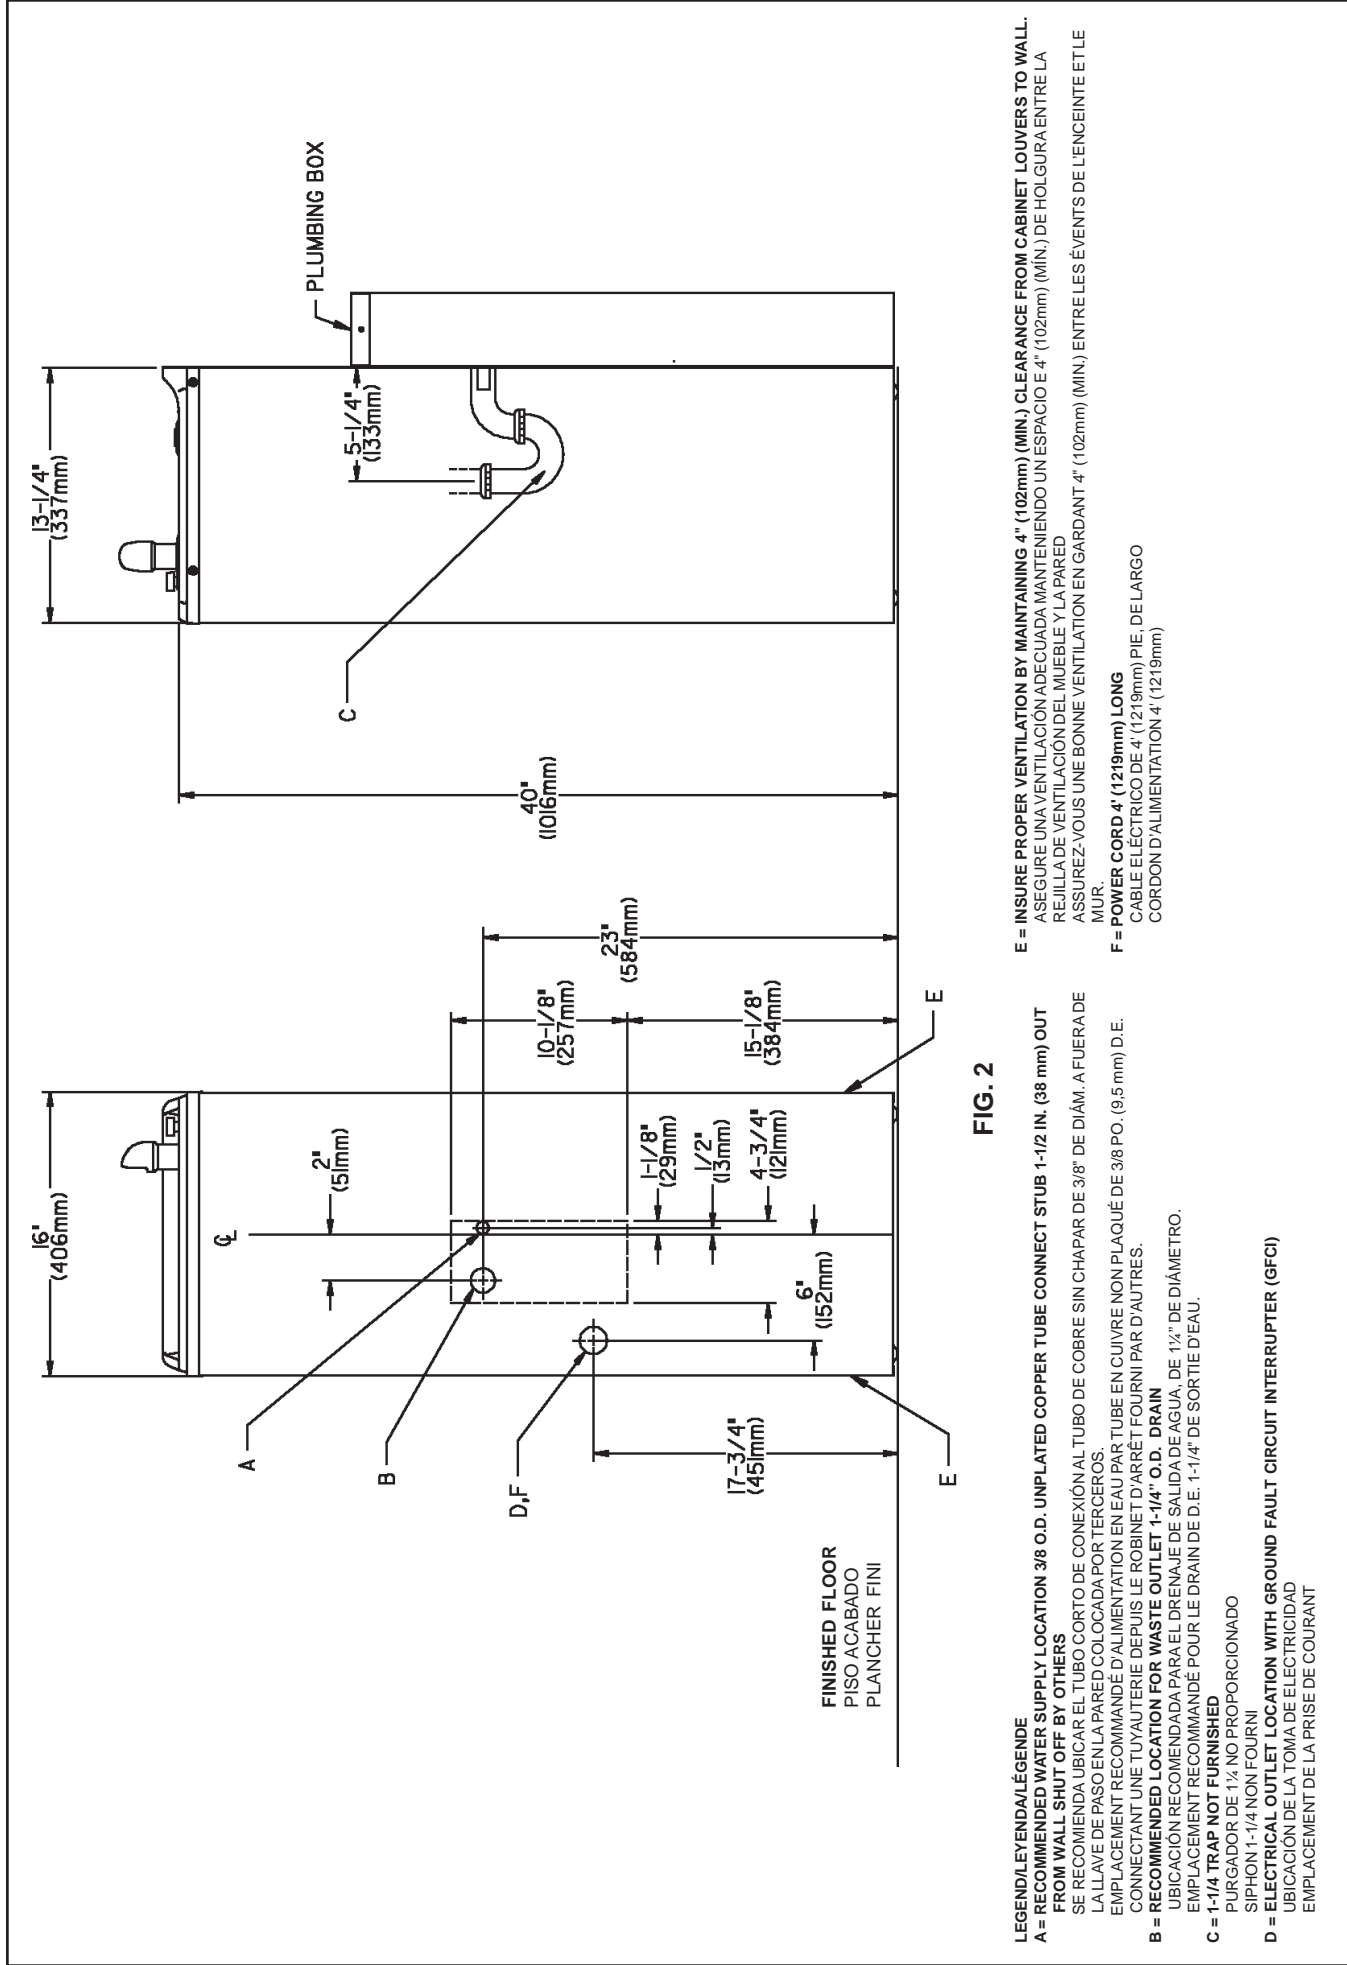 16"
(406mm)
13-1/4"
(337mm)
PLUMBING BOX
℄
2"
(51mm)
5-1/4"
(133mm)
A
B
C
D,F
10-1/8"
(257mm)
23"
(584mm)
40"
(1016mm)
1-1/8"
(29mm)
1/2"
(13mm)
4-3/4"
(121mm)
6"
(152mm)
15-1/8"
(384mm)
17-3/4"
(451mm)
FINISHED FLOOR
PISO ACABADO
PLANCHER FINI
E
E
FIG. 2
LEGEND/LEYENDA/LÉGENDE
A = RECOMMENDED WATER SUPPLY LOCATION 3/8 O.D. UNPLATED COPPER TUBE CONNECT STUB 1-1/2 IN. (38 mm) OUT
FROM WALL SHUT OFF BY OTHERS
SE RECOMIENDA UBICAR EL TUBO CORTO DE CONEXIÓN AL TUBO DE COBRE SIN CHAPAR DE 3/8" DE DIÁM. A FUERA DE
LA LLAVE DE PASO EN LA PARED COLOCADA POR TERCEROS.
EMPLACEMENT RECOMMANDÉ D'ALIMENTATION EN EAU PAR TUBE EN CUIVRE NON PLAQUÉ DE 3/8 PO. (9,5 mm) D.E.
CONNECTANT UNE TUYAUTERIE DEPUIS LE ROBINET D'ARRÊT FOURNI PAR D'AUTRES.
B = RECOMMENDED LOCATION FOR WASTE OUTLET 1-1/4" O.D. DRAIN
UBICACIÓN RECOMENDADA PARA EL DRENAJE DE SALIDA DE AGUA, DE 1¼" DE DIÁMETRO.
EMPLACEMENT RECOMMANDÉ POUR LE DRAIN DE D.E. 1-1/4" DE SORTIE D'EAU.
C = 1-1/4 TRAP NOT FURNISHED
PURGADOR DE 1¼ NO PROPORCIONADO
SIPHON 1-1/4 NON FOURNI
D = ELECTRICAL OUTLET LOCATION WITH GROUND FAULT CIRCUIT INTERRUPTER (GFCI)
UBICACIÓN DE LA TOMA DE ELECTRICIDAD
EMPLACEMENT DE LA PRISE DE COURANT
E = INSURE PROPER VENTILATION BY MAINTAINING 4" (102mm) (MIN.) CLEARANCE FROM CABINET LOUVERS TO WALL.
ASEGURE UNA VENTILACIÓN ADECUADA MANTENIENDO UN ESPACIO E 4" (102mm) (MÍN.) DE HOLGURA ENTRE LA
REJILLA DE VENTILACIÓN DEL MUEBLE Y LA PARED
ASSUREZ-VOUS UNE BONNE VENTILATION EN GARDANT 4" (102mm) (MIN.) ENTRE LES ÉVENTS DE L'ENCEINTE ET LE
MUR.
F = POWER CORD 4' (1219mm) LONG
CABLE ELÉCTRICO DE 4' (1219mm) PIE, DE LARGO
CORDON D'ALIMENTATION 4' (1219mm)